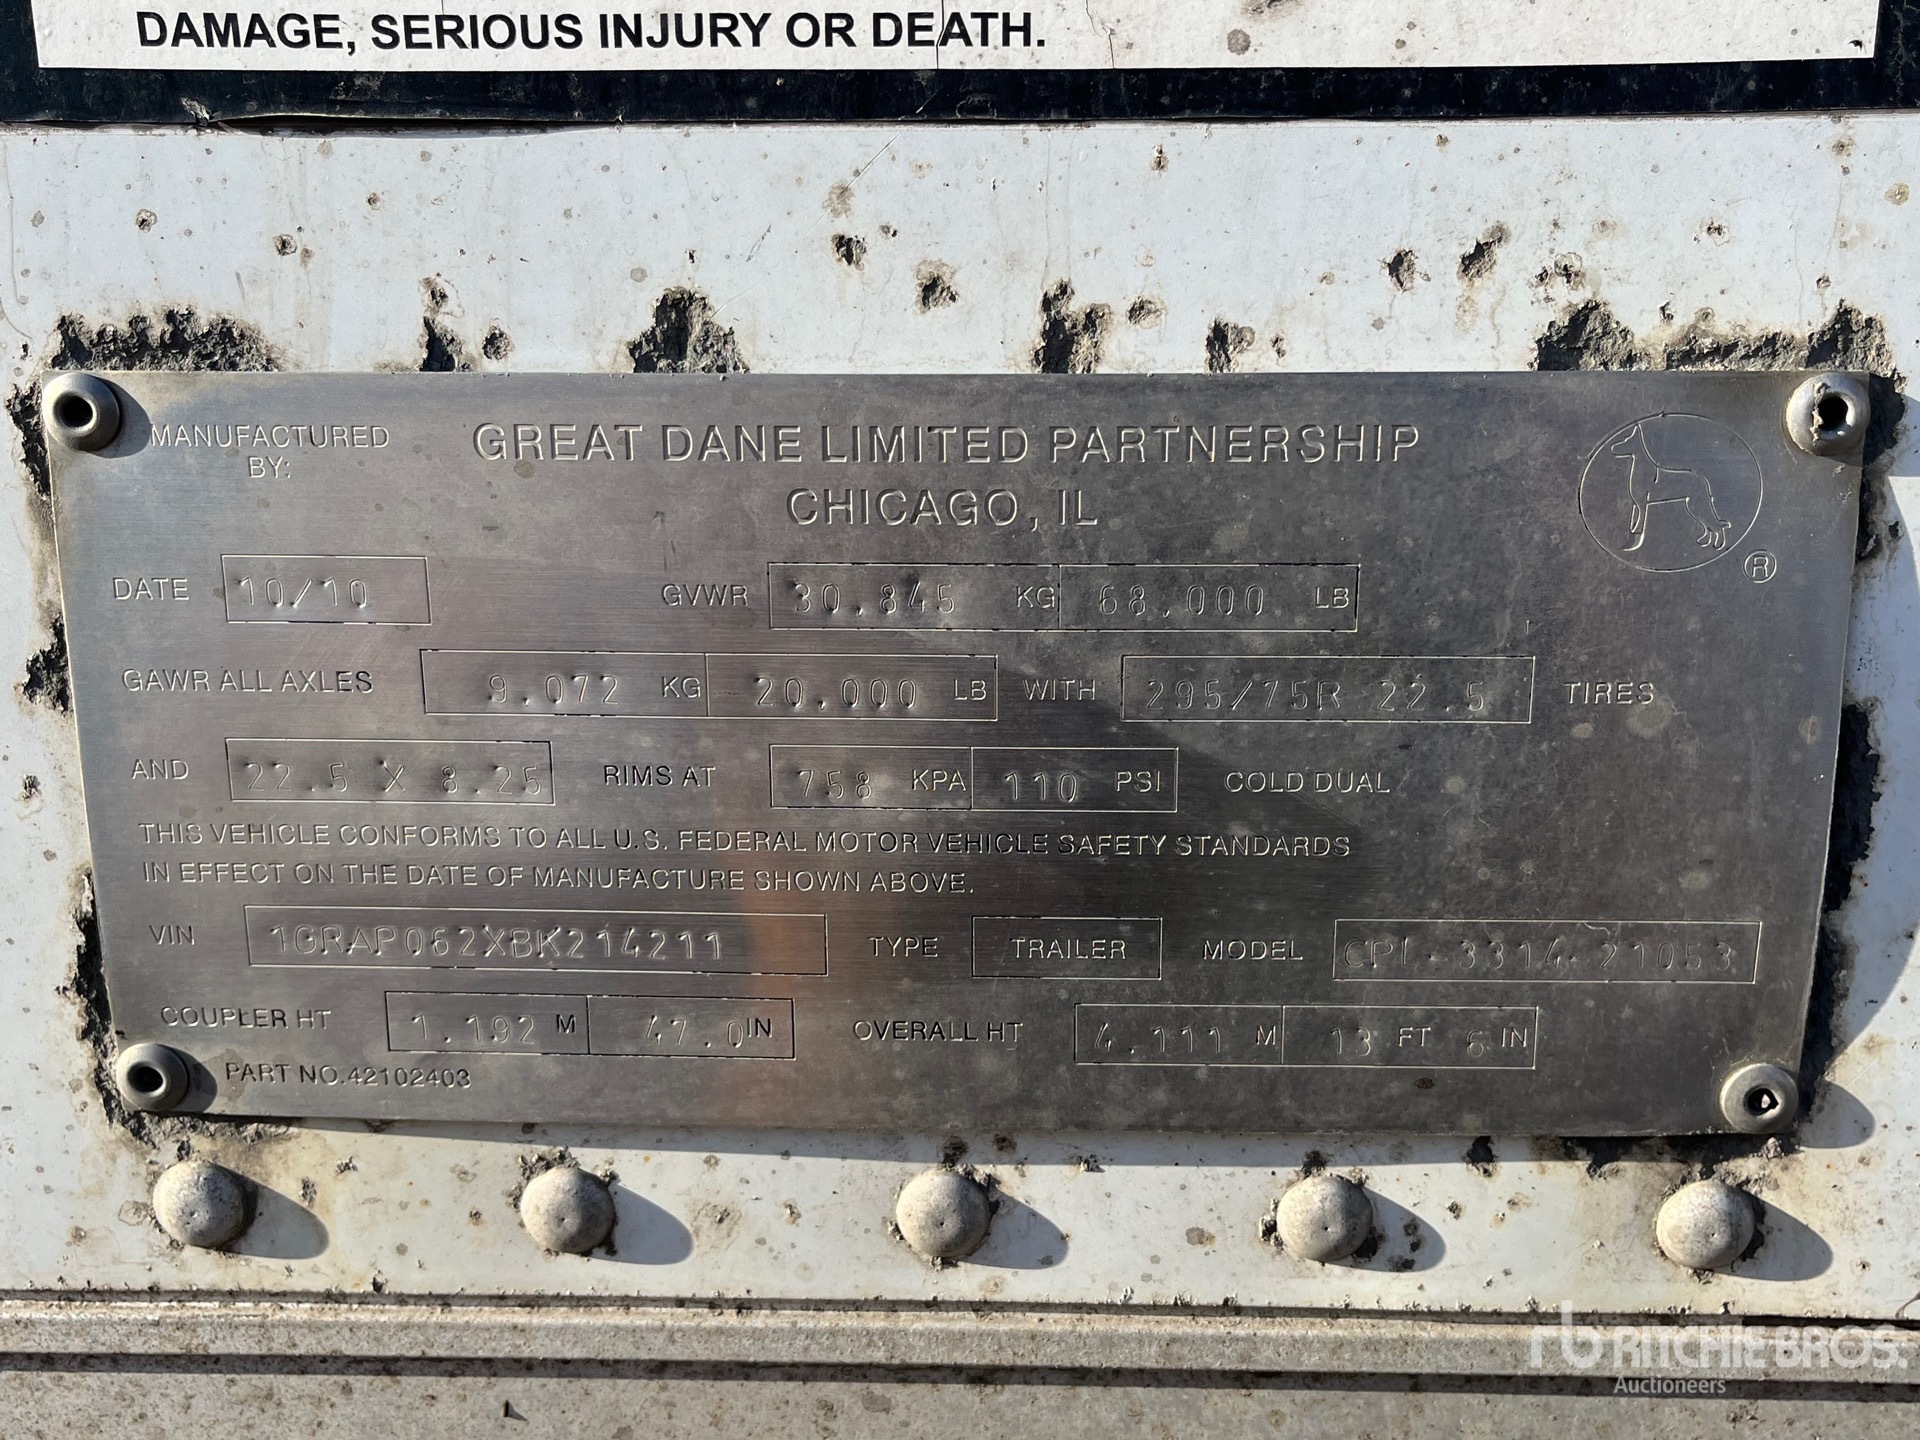 DAMAGE, SERIOUS INJURY OR DEATH.
MANUFACTURED BY: GREAT DANE LIMITED PARTNERSHIP
CHICAGO, IL
®
DATE 10/10 GVWR 30,845 KG 68,000 LB
GAWR ALL AXLES 9,072 KG 20,000 LB WITH 295/75R 22.5 TIRES
AND 22.5 X 8.25 RIMS AT 758 KPA 110 PSI COLD DUAL
THIS VEHICLE CONFORMS TO ALL U.S. FEDERAL MOTOR VEHICLE SAFETY STANDARDS
IN EFFECT ON THE DATE OF MANUFACTURE SHOWN ABOVE.
VIN 1GRAP062XBK214211 TYPE TRAILER MODEL CPL-3314-21053
COUPLER HT 1.192 M 47.0 IN OVERALL HT 4.111 M 13 FT 6 IN
PART NO.42102403
rb RITCHIE BROS.
Auctioneers